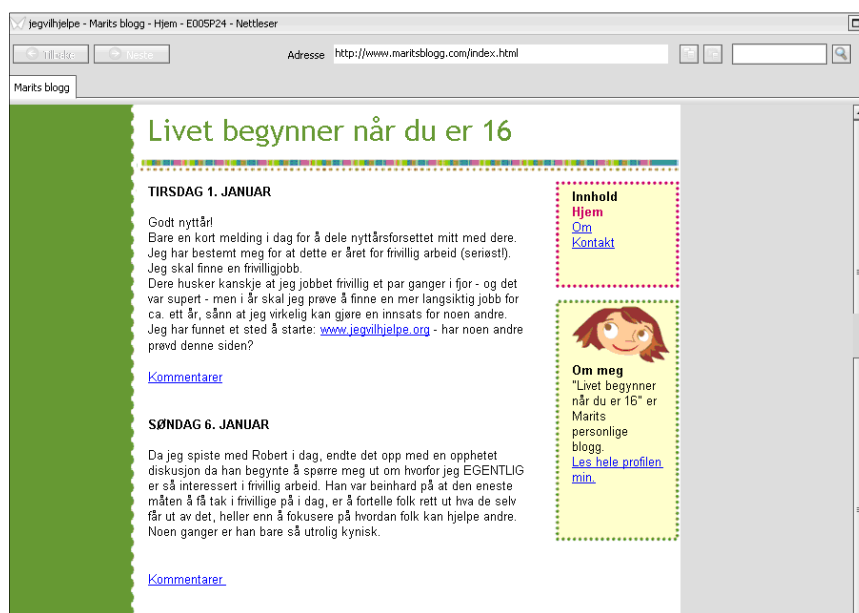 jegvilhjelpe - Marits blogg - Hjem - E005P24 - Nettleser
Tilbake
Neste
Adresse
http://www.maritsblogg.com/index.html
Marits blogg
Livet begynner når du er 16
TIRSDAG 1. JANUAR
Godt nyttår!
Bare en kort melding i dag for å dele nyttårsforsettet mitt med dere.
Jeg har bestemt meg for at dette er året for frivillig arbeid (seriøst!).
Jeg skal finne en frivilligjobb.
Dere husker kanskje at jeg jobbet frivillig et par ganger i fjor - og det
var supert - men i år skal jeg prøve å finne en mer langsiktig jobb for
ca. ett år, sånn at jeg virkelig kan gjøre en innsats for noen andre.
Jeg har funnet et sted å starte: www.jegvilhjelpe.org - har noen andre
prøvd denne siden?
Kommentarer
SØNDAG 6. JANUAR
Da jeg spiste med Robert i dag, endte det opp med en opphetet
diskusjon da han begynte å spørre meg ut om hvorfor jeg EGENTLIG
er så interessert i frivillig arbeid. Han var beinhard på at den eneste
måten å få tak i frivillige på i dag, er å fortelle folk rett ut hva de selv
får ut av det, heller enn å fokusere på hvordan folk kan hjelpe andre.
Noen ganger er han bare så utrolig kynisk.
Kommentarer
Innhold
Hjem
Om
Kontakt
Om meg
"Livet begynner
når du er 16" er
Marits
personlige
blogg.
Les hele profilen
min.